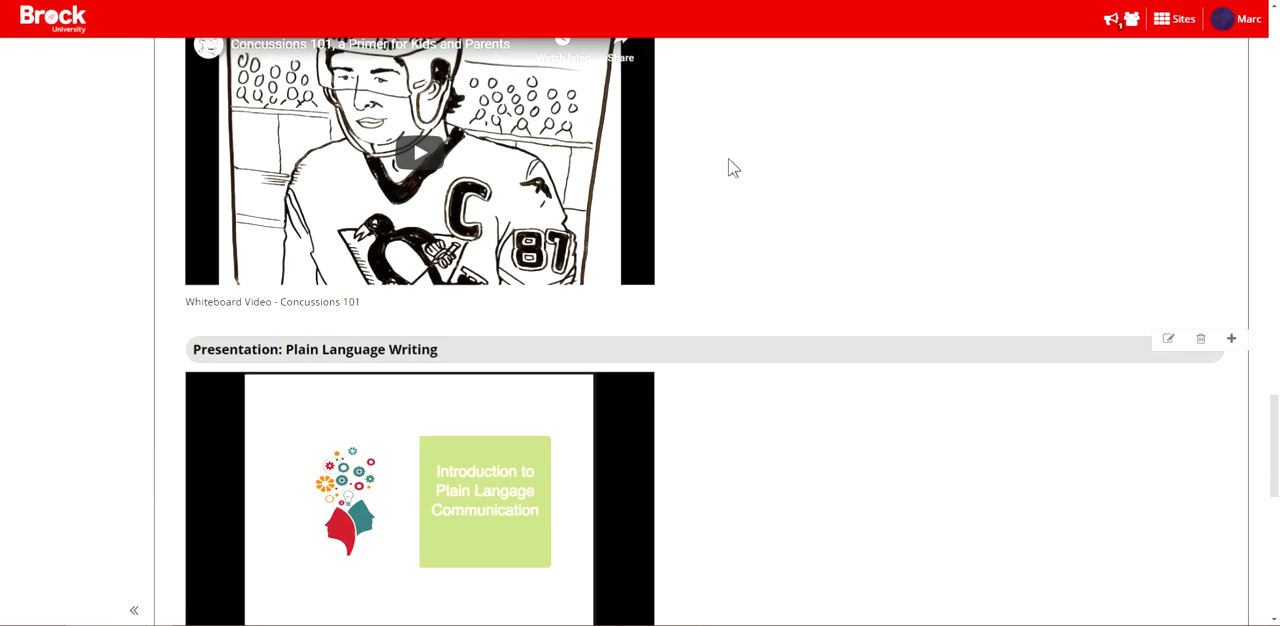 Brock
University
1
Sites
Marc
Concussions 101, a Primer for Kids and Parents
Watch later
Share
C
87
Whiteboard Video - Concussions 101
Presentation: Plain Language Writing
Introduction to
Plain Langage
Communication